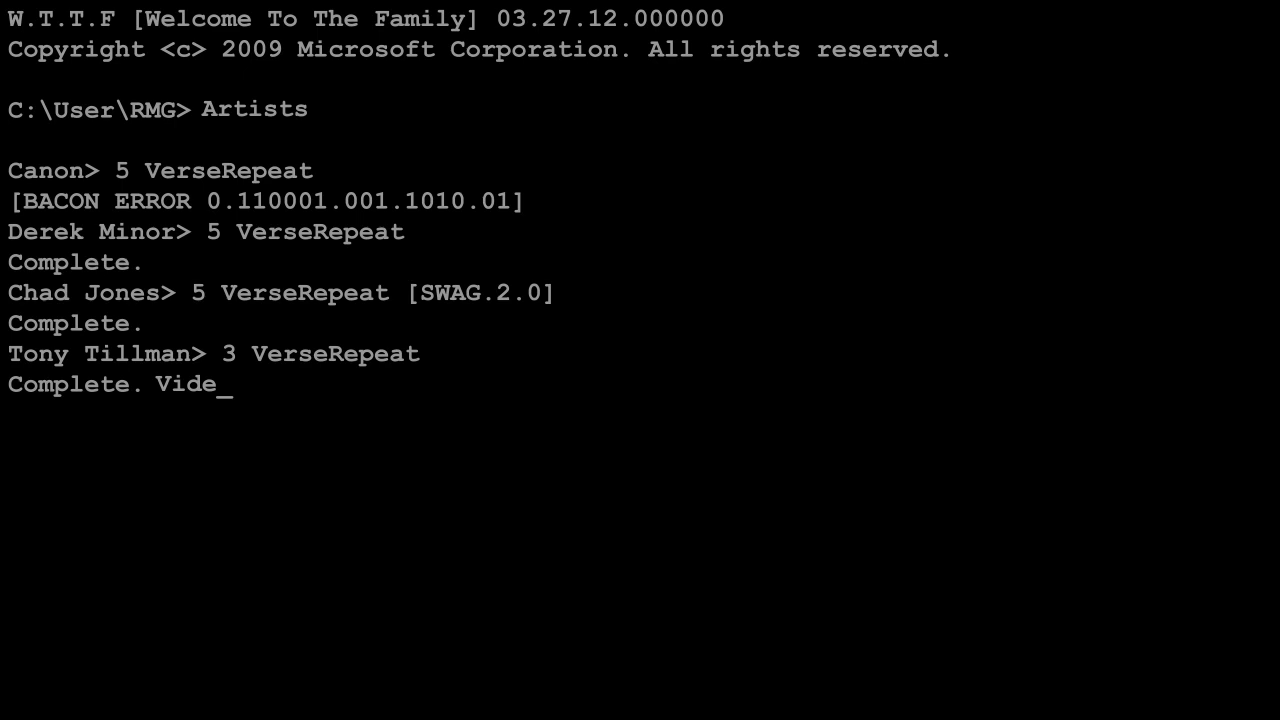 W.T.T.F [Welcome To The Family] 03.27.12.000000
Copyright <c> 2009 Microsoft Corporation. All rights reserved.
C:\User\RMG> Artists
Canon> 5 VerseRepeat
[BACON ERROR 0.110001.001.1010.01]
Derek Minor> 5 VerseRepeat
Complete.
Chad Jones> 5 VerseRepeat [SWAG.2.0]
Complete.
Tony Tillman> 3 VerseRepeat
Complete. Vide_